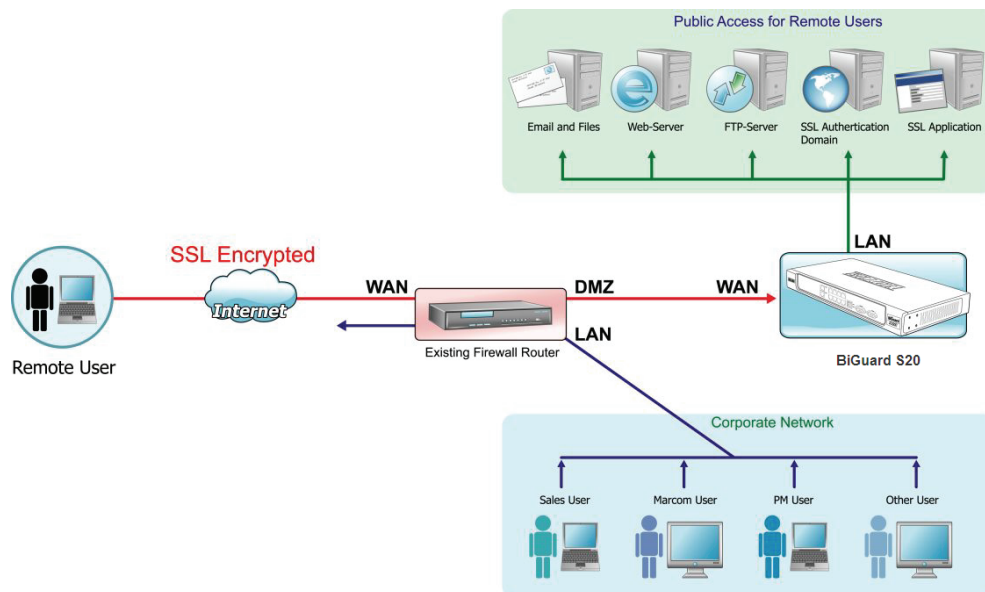 Public Access for Remote Users
Email and Files
Web-Server
FTP-Server
SSL Authertication
Domain
SSL Application
LAN
SSL Encrypted
Internet
WAN
DMZ
WAN
LAN
Existing Firewall Router
Remote User
BiGuard S20
Corporate Network
Sales User
Marcom User
PM User
Other User